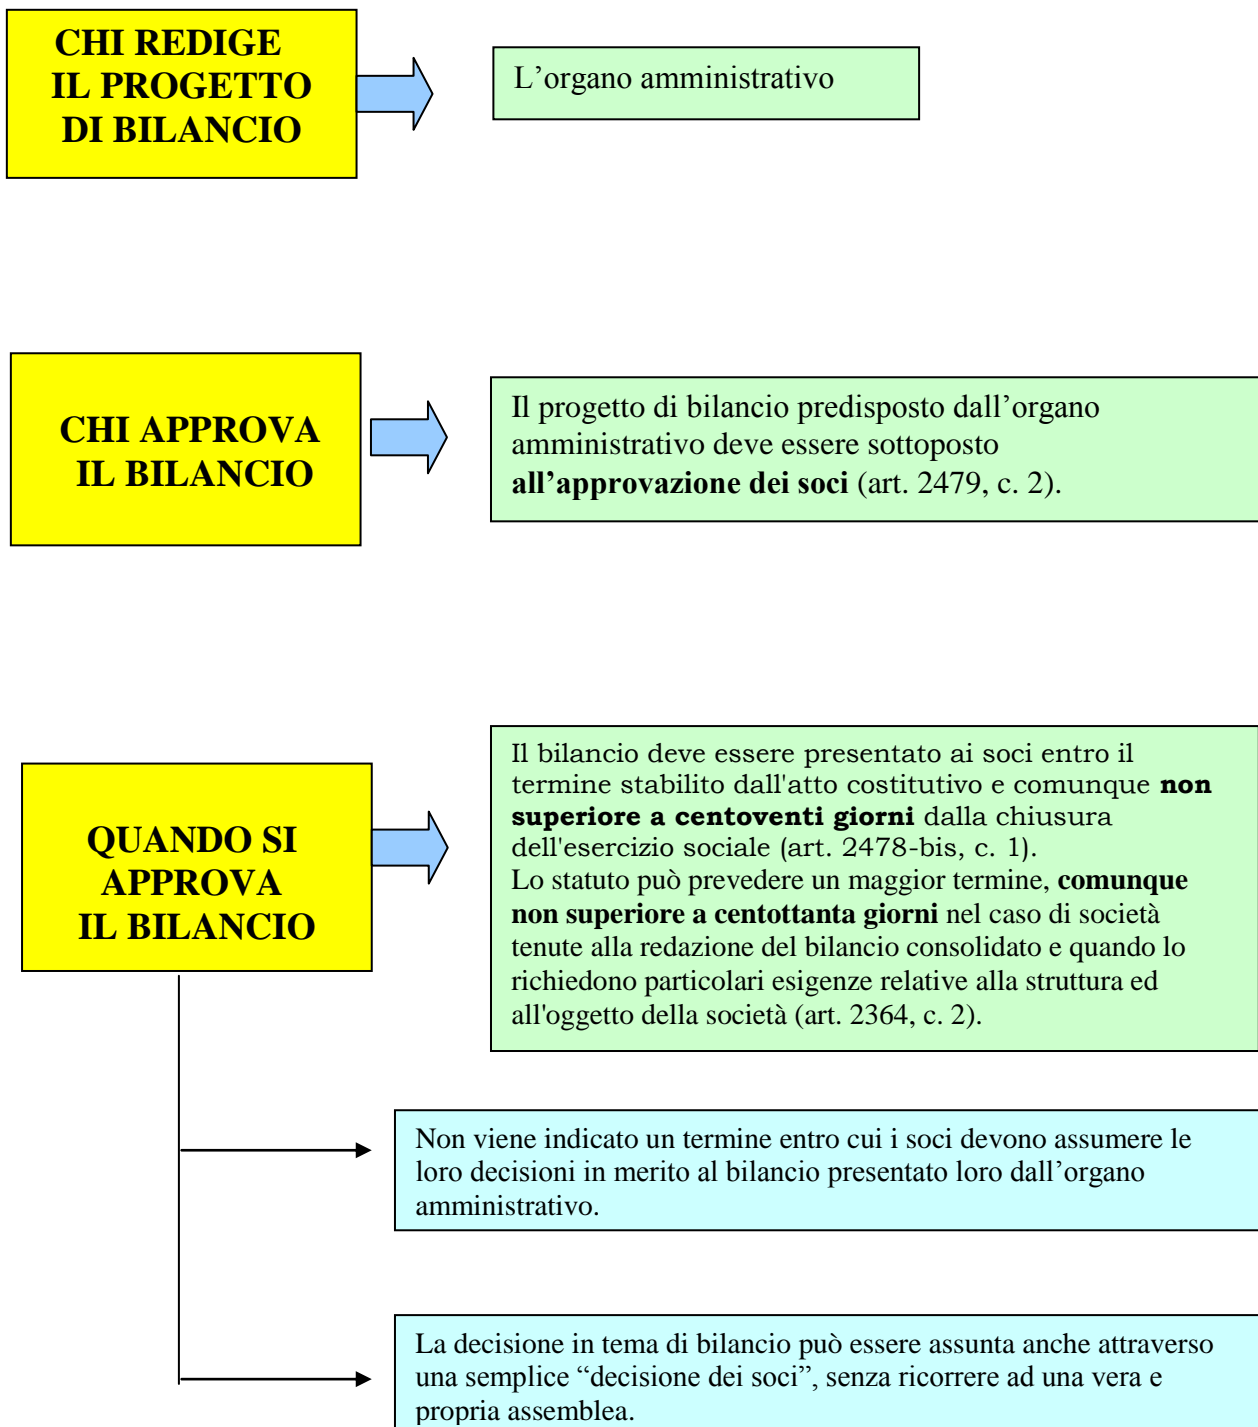 CHI REDIGE
IL PROGETTO
DI BILANCIO
L’organo amministrativo
CHI APPROVA
IL BILANCIO
Il progetto di bilancio predisposto dall’organo
amministrativo deve essere sottoposto
all’approvazione dei soci (art. 2479, c. 2).
QUANDO SI
APPROVA
IL BILANCIO
Il bilancio deve essere presentato ai soci entro il
termine stabilito dall'atto costitutivo e comunque non
superiore a centoventi giorni dalla chiusura
dell'esercizio sociale (art. 2478-bis, c. 1).
Lo statuto può prevedere un maggior termine, comunque
non superiore a centottanta giorni nel caso di società
tenute alla redazione del bilancio consolidato e quando lo
richiedono particolari esigenze relative alla struttura ed
all'oggetto della società (art. 2364, c. 2).
Non viene indicato un termine entro cui i soci devono assumere le
loro decisioni in merito al bilancio presentato loro dall’organo
amministrativo.
La decisione in tema di bilancio può essere assunta anche attraverso
una semplice “decisione dei soci”, senza ricorrere ad una vera e
propria assemblea.